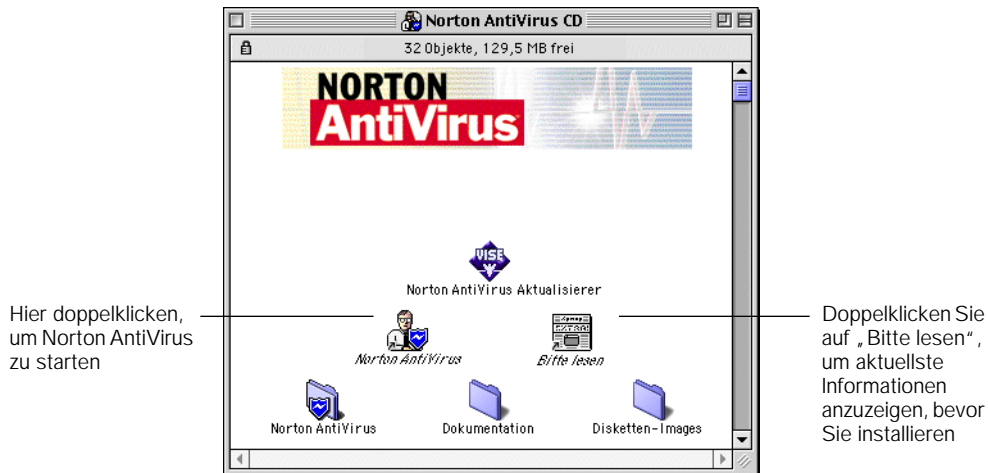 Norton AntiVirus CD
32 Objekte, 129,5 MB frei
NORTON
AntiVirus
VISE
Norton AntiVirus Aktualisierer
Hier doppelklicken,
um Norton AntiVirus
zu starten
Norton AntiVirus
Bitte lesen
Doppelklicken Sie
auf „Bitte lesen“,
um aktuellste
Informationen
anzuzeigen, bevor
Sie installieren
Norton AntiVirus
Dokumentation
Disketten-Images